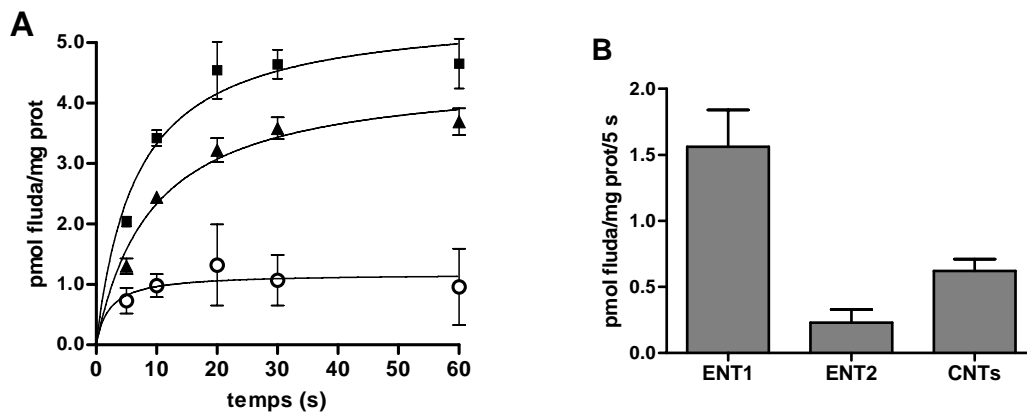 A
pmol fluda/mg prot
5.0
4.0
3.0
2.0
1.0
0.0
0 10 20 30 40 50 60
temps (s)
B
pmol fluda/mg prot/5 s
2.0
1.5
1.0
0.5
0.0
ENT1 ENT2 CNTs